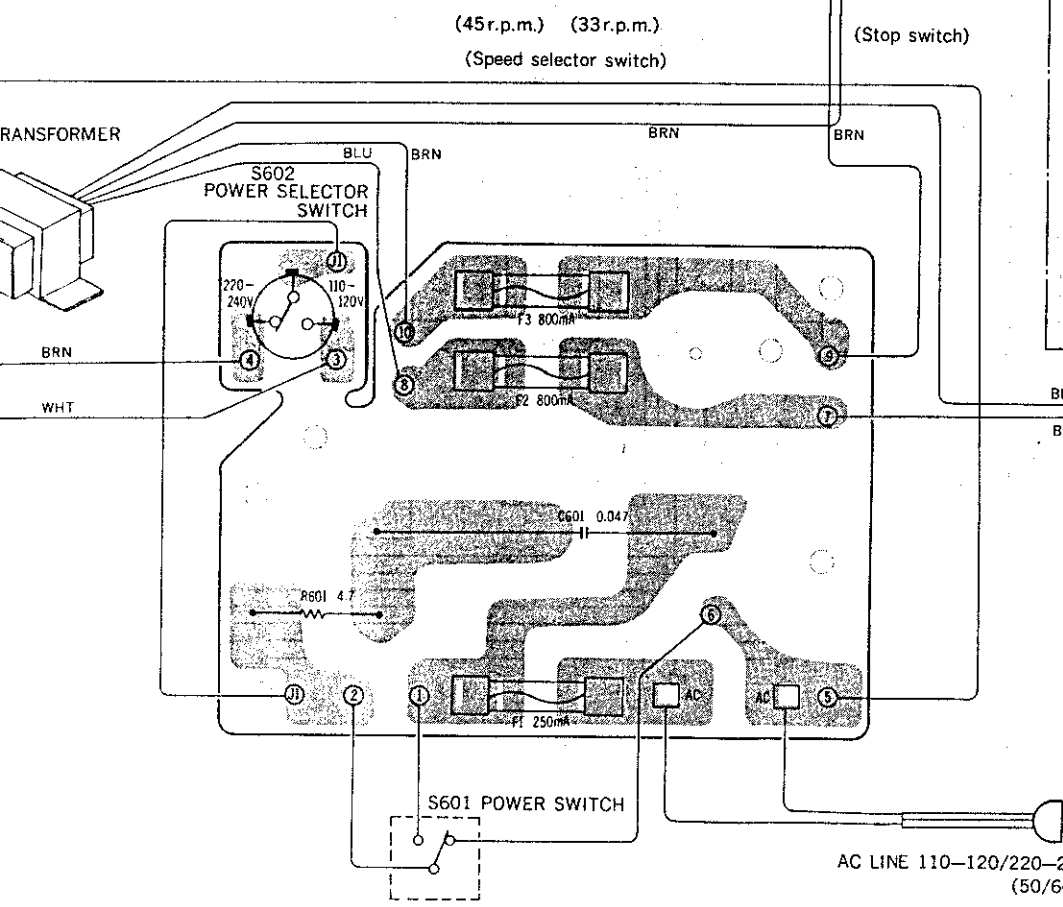 (45r.p.m.) (33r.p.m.)
(Speed selector switch)
(Stop switch)
RANSFORMER
BRN
BRN
BLU
BRN
S602
POWER SELECTOR
SWITCH
J1
220-
240V
110-
120V
4
3
BRN
WHT
10
F3 800mA
9
8
F2 800mA
7
C601 0.047
R601 4.7
6
J1
2
1
F1 250mA
AC
AC
5
S601 POWER SWITCH
AC LINE 110-120/220-2
(50/6